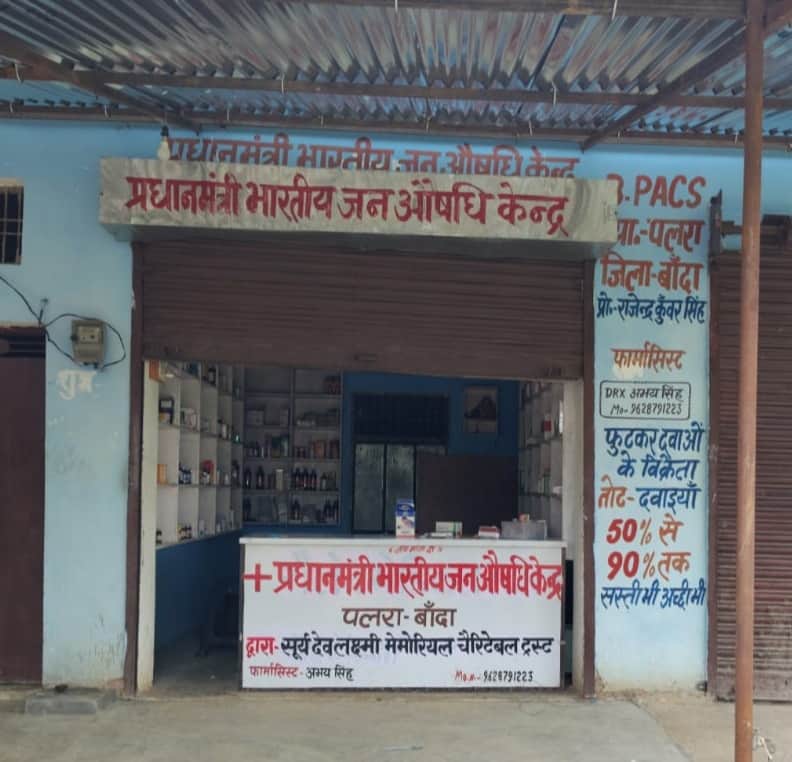 प्रधानमंत्री भारतीय जन औषधि केन्द्र
प्रधानमंत्री भारतीय जन औषधि केन्द्र
B.PACS
ग्रा.-पलरा
जिला-बाँदा
प्रो.-राजेन्द्र कुँवर सिंह
फार्मासिस्ट
DRX अभय सिंह
Mo- 9628791223
फुटकर दवाओं
के विक्रेता
नोट-दवाइयाँ
50% से
90% तक
सस्ती भी अच्छी भी
शुभ
+ प्रधानमंत्री भारतीय जन औषधि केन्द्र
पलरा-बाँदा
द्वारा-सूर्य देव लक्ष्मी मेमोरियल चैरिटेबल ट्रस्ट
फार्मासिस्ट-अभय सिंह Mo.n.-9628791223